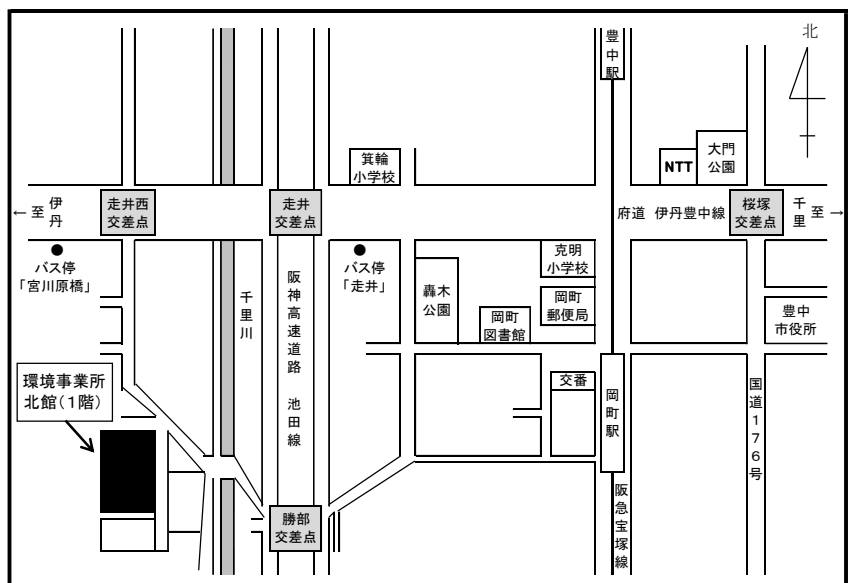 豊中駅
北
箕輪
小学校
NTT
大門
公園
←至
伊丹
走井西
交差点
走井
交差点
府道 伊丹豊中線
桜塚
交差点
千里
至→
バス停
「宮川原橋」
千里川
阪神高速道路 池田線
バス停
「走井」
轟木
公園
克明
小学校
岡町
郵便局
岡町
図書館
豊中
市役所
環境事業所
北館(1階)
交番
岡町駅
国道176号
勝部
交差点
阪急宝塚線